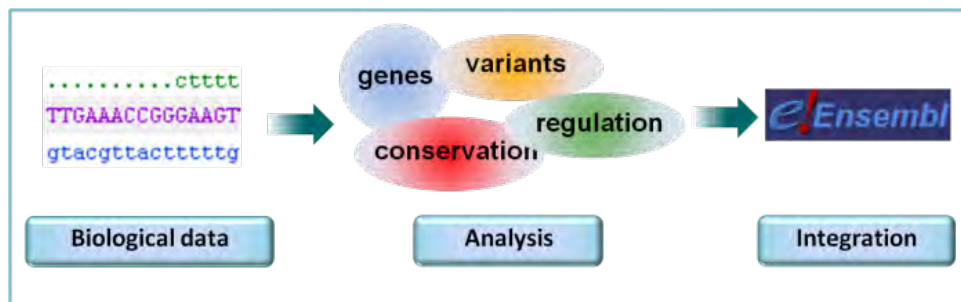 ..........ctttt
TTGAAACCGGGAAGT
gtacgttactttttg
genes
variants
regulation
conservation
e!Ensembl
Biological data
Analysis
Integration